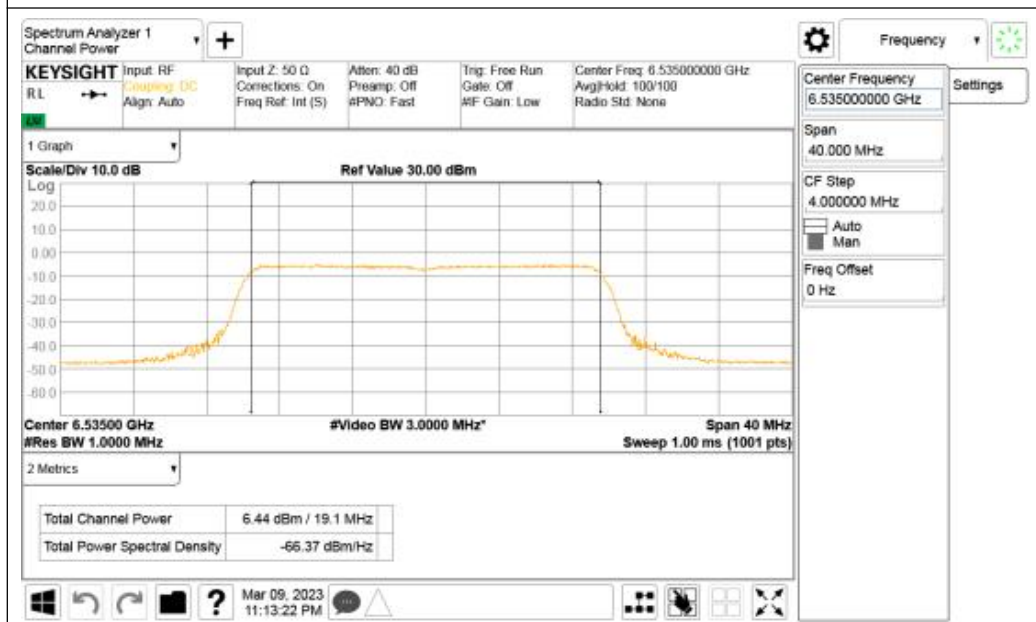 Spectrum Analyzer 1
Channel Power
+
Frequency
KEYSIGHT Input: RF Input Z: 50 Ω Atten: 40 dB Trig: Free Run Center Freq: 6.535000000 GHz
RL Coupling: DC Corrections: On Preamp: Off Gate: Off Avg|Hold: 100/100
Align: Auto Freq Ref: Int (S) #PNO: Fast #IF Gain: Low Radio Std: None
Center Frequency
6.535000000 GHz
Settings
Span
40.000 MHz
CF Step
4.000000 MHz
Auto
Man
Freq Offset
0 Hz
1 Graph
Scale/Div 10.0 dB Ref Value 30.00 dBm
Log
20.0
10.0
0.00
-10.0
-20.0
-30.0
-40.0
-50.0
-60.0
Center 6.53500 GHz #Video BW 3.0000 MHz* Span 40 MHz
#Res BW 1.0000 MHz Sweep 1.00 ms (1001 pts)
2 Metrics
Total Channel Power 6.44 dBm / 19.1 MHz
Total Power Spectral Density -66.37 dBm/Hz
? Mar 09, 2023
11:13:22 PM